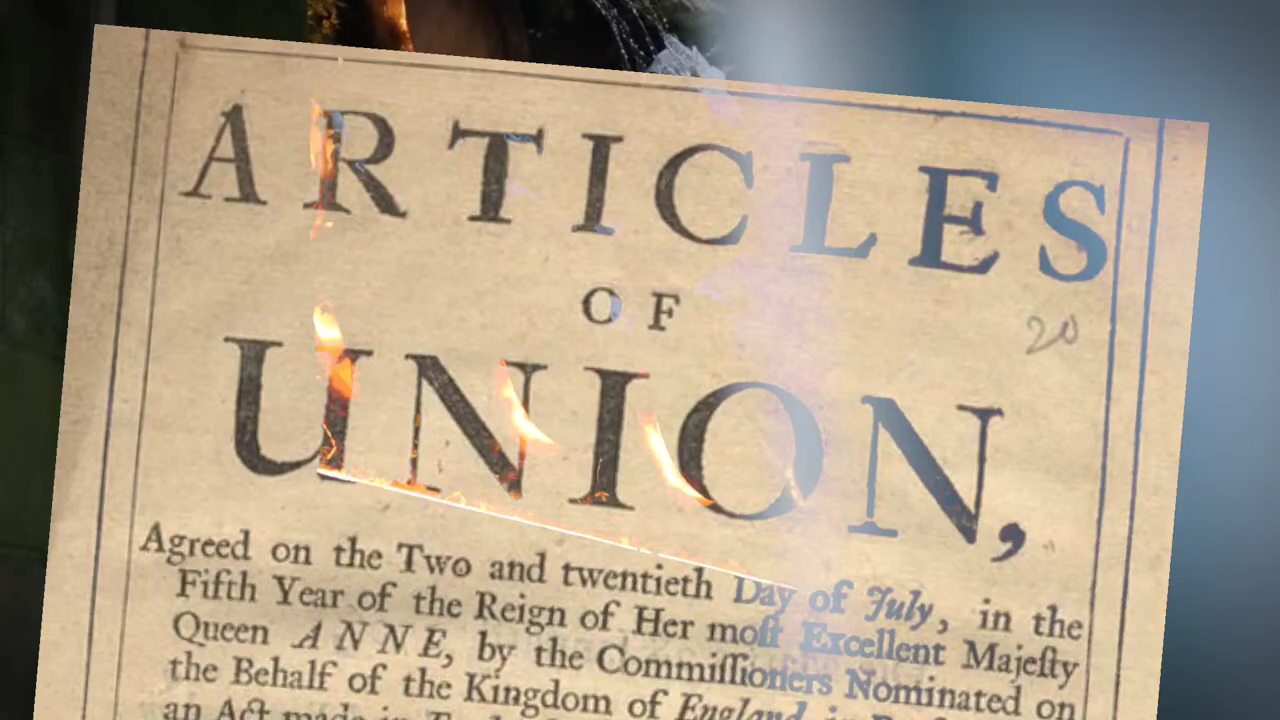 ARTICLES
OF
20
UNION,
Agreed on the Two and twentieth Day of July, in the
Fifth Year of the Reign of Her moſt Excellent Majeſty
Queen ANNE, by the Commiſſioners Nominated on
the Behalf of the Kingdom of England, in
an Act made in